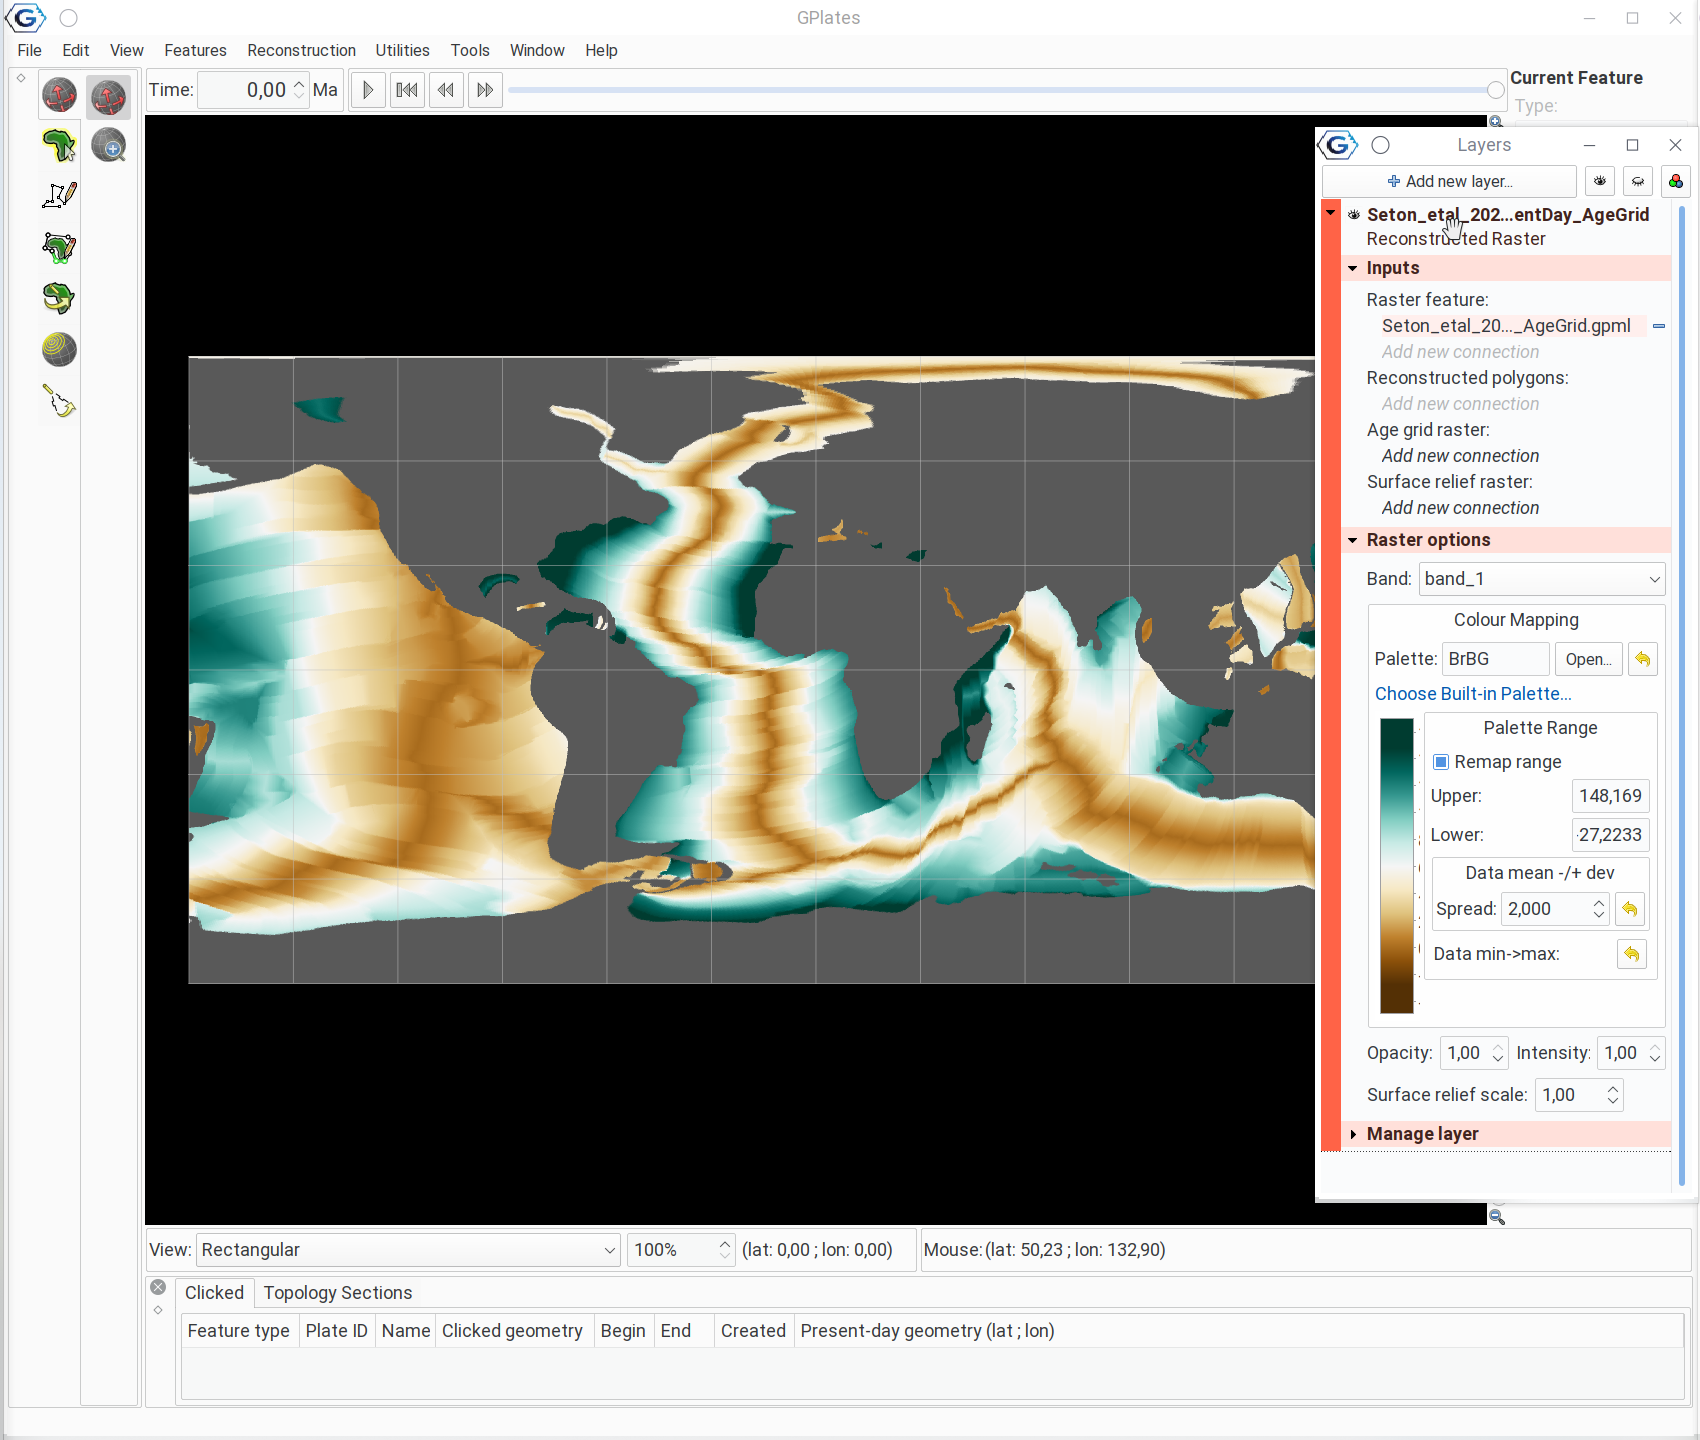 GPlates
File Edit View Features Reconstruction Utilities Tools Window Help
Time: 0,00 Ma
Current Feature
Type:
Layers
Add new layer...
Seton_etal_202...entDay_AgeGrid
Reconstructed Raster
Inputs
Raster feature:
Seton_etal_20..._AgeGrid.gpml
Add new connection
Reconstructed polygons:
Add new connection
Age grid raster:
Add new connection
Surface relief raster:
Add new connection
Raster options
Band: band_1
Colour Mapping
Palette: BrBG Open...
Choose Built-in Palette...
Palette Range
Remap range
Upper: 148,169
Lower: -27,2233
Data mean -/+ dev
Spread: 2,000
Data min->max:
Opacity: 1,00 Intensity: 1,00
Surface relief scale: 1,00
Manage layer
View: Rectangular 100% (lat: 0,00 ; lon: 0,00) Mouse: (lat: 50,23 ; lon: 132,90)
Clicked Topology Sections
Feature type Plate ID Name Clicked geometry Begin End Created Present-day geometry (lat ; lon)